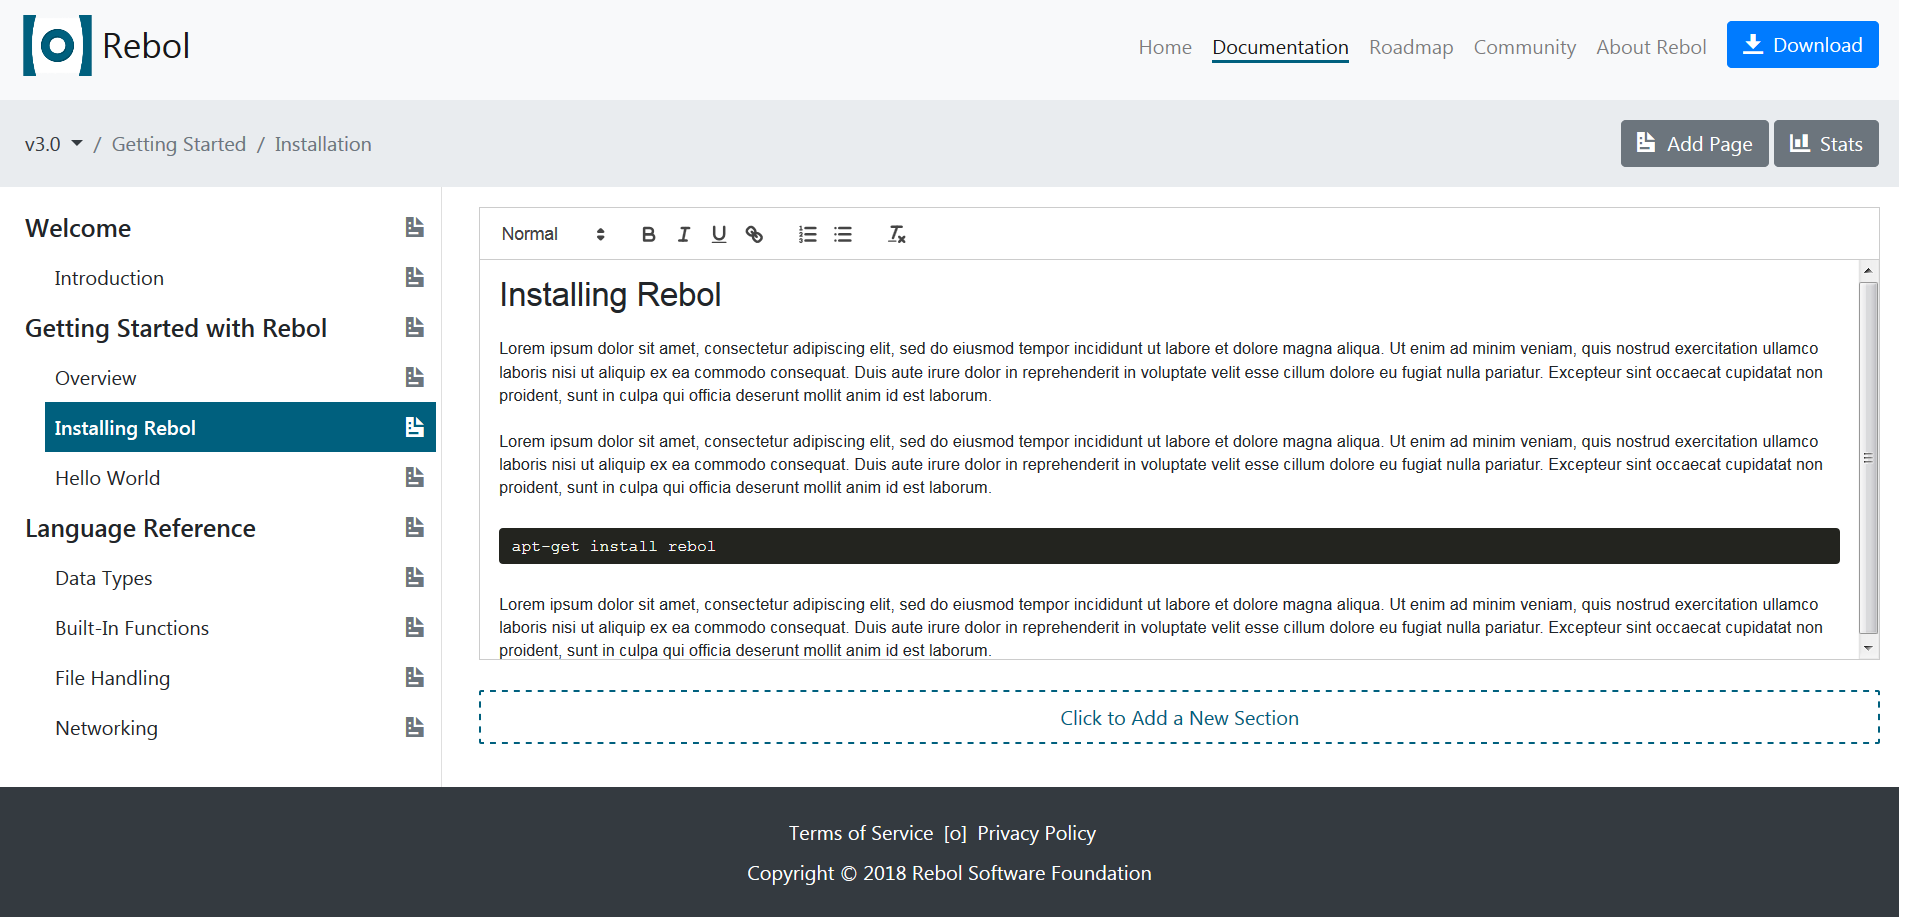 [o] Rebol
Home Documentation Roadmap Community About Rebol Download
v3.0 / Getting Started / Installation
Add Page Stats
Welcome
Introduction
Getting Started with Rebol
Overview
Installing Rebol
Hello World
Language Reference
Data Types
Built-In Functions
File Handling
Networking
Normal B I U
Installing Rebol
Lorem ipsum dolor sit amet, consectetur adipiscing elit, sed do eiusmod tempor incididunt ut labore et dolore magna aliqua. Ut enim ad minim veniam, quis nostrud exercitation ullamco
laboris nisi ut aliquip ex ea commodo consequat. Duis aute irure dolor in reprehenderit in voluptate velit esse cillum dolore eu fugiat nulla pariatur. Excepteur sint occaecat cupidatat non
proident, sunt in culpa qui officia deserunt mollit anim id est laborum.
Lorem ipsum dolor sit amet, consectetur adipiscing elit, sed do eiusmod tempor incididunt ut labore et dolore magna aliqua. Ut enim ad minim veniam, quis nostrud exercitation ullamco
laboris nisi ut aliquip ex ea commodo consequat. Duis aute irure dolor in reprehenderit in voluptate velit esse cillum dolore eu fugiat nulla pariatur. Excepteur sint occaecat cupidatat non
proident, sunt in culpa qui officia deserunt mollit anim id est laborum.
apt-get install rebol
Lorem ipsum dolor sit amet, consectetur adipiscing elit, sed do eiusmod tempor incididunt ut labore et dolore magna aliqua. Ut enim ad minim veniam, quis nostrud exercitation ullamco
laboris nisi ut aliquip ex ea commodo consequat. Duis aute irure dolor in reprehenderit in voluptate velit esse cillum dolore eu fugiat nulla pariatur. Excepteur sint occaecat cupidatat non
proident, sunt in culpa qui officia deserunt mollit anim id est laborum.
Click to Add a New Section
Terms of Service [o] Privacy Policy
Copyright © 2018 Rebol Software Foundation